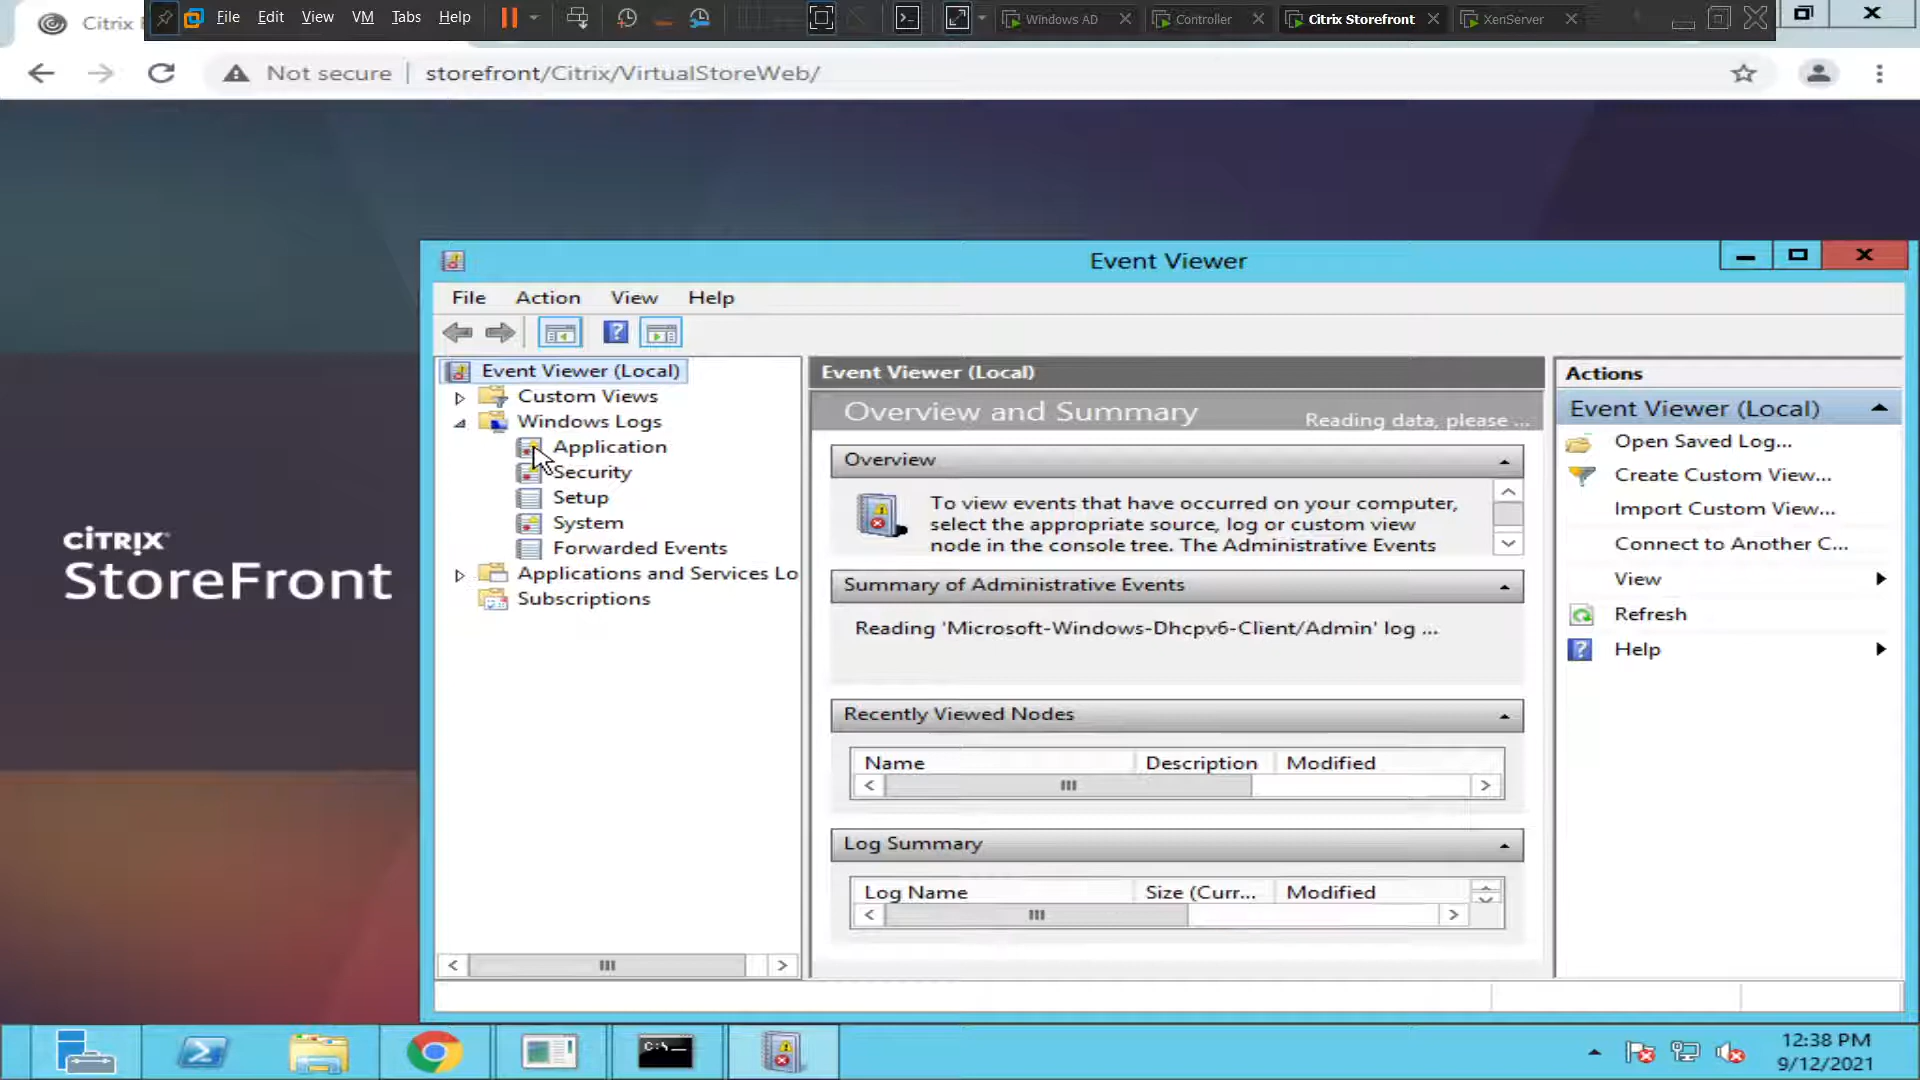 Citrix
File Edit View VM Tabs Help
Windows AD
Controller
Citrix Storefront
XenServer
Not secure
storefront/Citrix/VirtualStoreWeb/
Event Viewer
File Action View Help
Event Viewer (Local)
Custom Views
Windows Logs
Application
Security
Setup
System
Forwarded Events
Applications and Services Lo
Subscriptions
Event Viewer (Local)
Overview and Summary
Reading data, please ...
Overview
To view events that have occurred on your computer,
select the appropriate source, log or custom view
node in the console tree. The Administrative Events
Summary of Administrative Events
Reading 'Microsoft-Windows-Dhcpv6-Client/Admin' log ...
Recently Viewed Nodes
Name Description Modified
Log Summary
Log Name Size (Curr... Modified
Actions
Event Viewer (Local)
Open Saved Log...
Create Custom View...
Import Custom View...
Connect to Another C...
View
Refresh
Help
CİTRIX
StoreFront
C:\
12:38 PM
9/12/2021